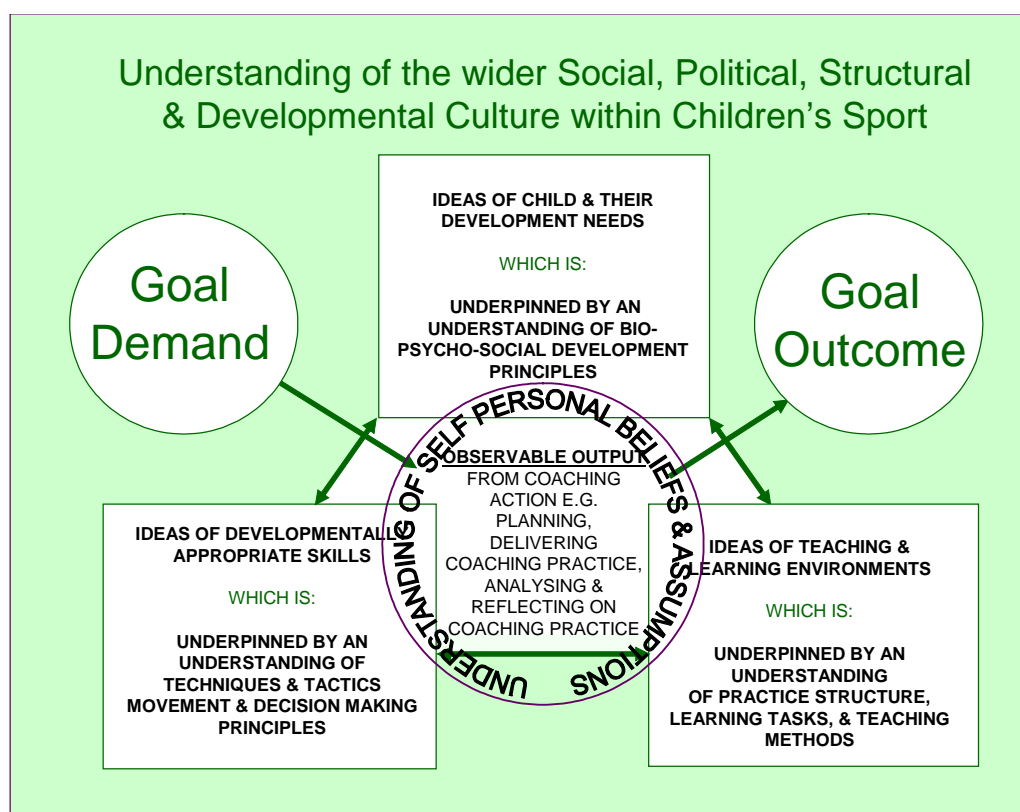 Understanding of the wider Social, Political, Structural
& Developmental Culture within Children's Sport
Goal
Demand
IDEAS OF CHILD & THEIR
DEVELOPMENT NEEDS
WHICH IS:
UNDERPINNED BY AN
UNDERSTANDING OF BIO-
PSYCHO-SOCIAL DEVELOPMENT
PRINCIPLES
Goal
Outcome
UNDERSTANDING OF SELF PERSONAL BELIEFS & ASSUMPTIONS
OBSERVABLE OUTPUT
FROM COACHING
ACTION E.G.
PLANNING,
DELIVERING
COACHING PRACTICE,
ANALYSING &
REFLECTING ON
COACHING PRACTICE
IDEAS OF DEVELOPMENTALLY
APPROPRIATE SKILLS
WHICH IS:
UNDERPINNED BY AN
UNDERSTANDING OF
TECHNIQUES & TACTICS
MOVEMENT & DECISION MAKING
PRINCIPLES
IDEAS OF TEACHING &
LEARNING ENVIRONMENTS
WHICH IS:
UNDERPINNED BY AN
UNDERSTANDING
OF PRACTICE STRUCTURE,
LEARNING TASKS, & TEACHING
METHODS